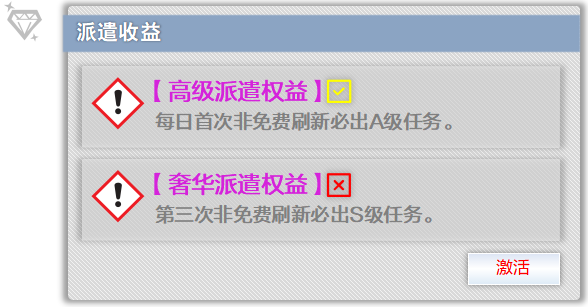 派遣收益
【高级派遣权益】
每日首次非免费刷新必出A级任务。
【奢华派遣权益】
第三次非免费刷新必出S级任务。
激活